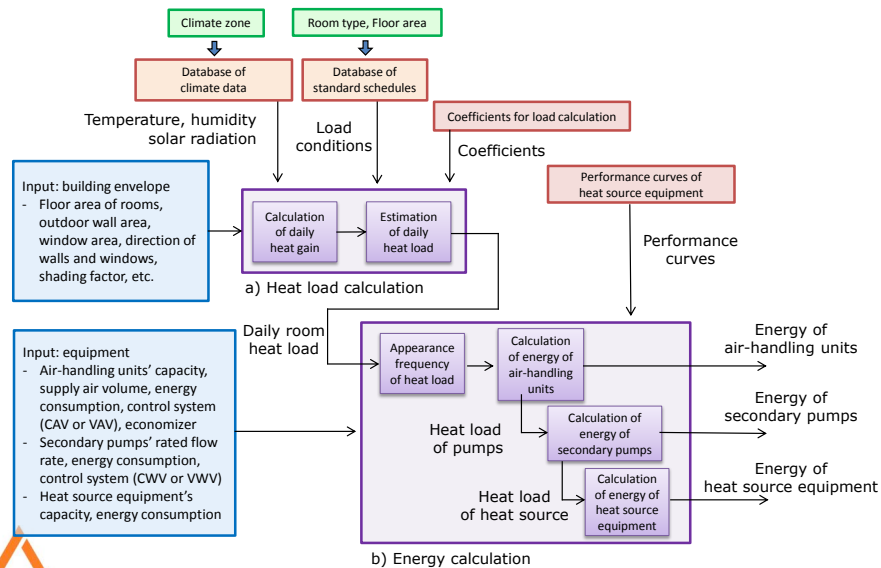 Climate zone
Room type, Floor area
Database of
climate data
Database of
standard schedules
Coefficients for load calculation
Temperature, humidity
solar radiation
Load
conditions
Coefficients
Performance curves of
heat source equipment
Input: building envelope
- Floor area of rooms,
outdoor wall area,
window area, direction of
walls and windows,
shading factor, etc.
Calculation
of daily
heat gain
Estimation
of daily
heat load
Performance
curves
a) Heat load calculation
Daily room
heat load
Input: equipment
- Air-handling units' capacity,
supply air volume, energy
consumption, control system
(CAV or VAV), economizer
- Secondary pumps' rated flow
rate, energy consumption,
control system (CWV or VWV)
- Heat source equipment's
capacity, energy consumption
Appearance
frequency
of heat load
Calculation
of energy of
air-handling
units
Energy of
air-handling units
Heat load
of pumps
Calculation of
energy of
secondary pumps
Energy of
secondary pumps
Heat load
of heat source
Calculation
of energy of
heat source
equipment
Energy of
heat source equipment
b) Energy calculation